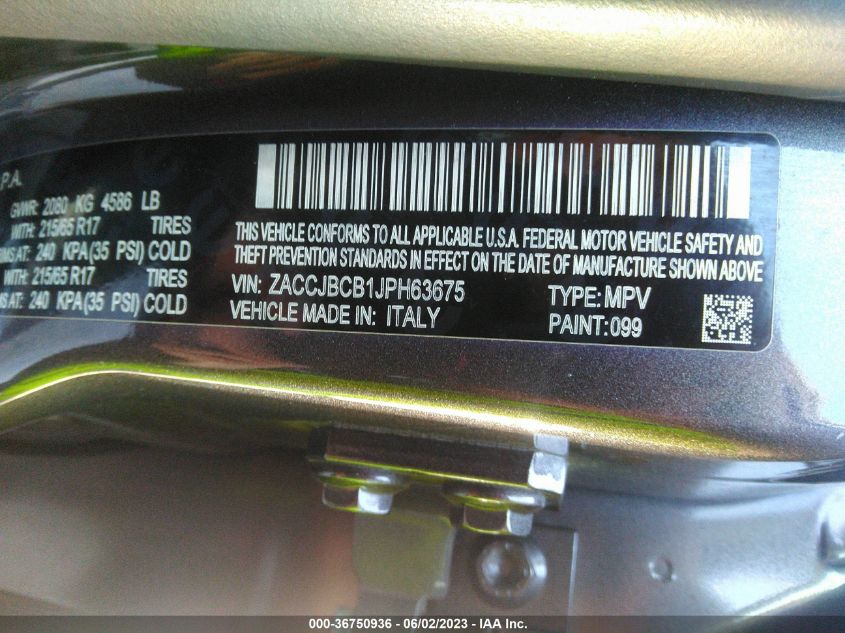 P.A.
GVWR: 2080 KG 4586 LB
WITH: 215/65 R17 TIRES
MS AT: 240 KPA(35 PSI) COLD
WITH: 215/65 R17 TIRES
MS AT: 240 KPA(35 PSI) COLD
THIS VEHICLE CONFORMS TO ALL APPLICABLE U.S.A. FEDERAL MOTOR VEHICLE SAFETY AND
THEFT PREVENTION STANDARDS IN EFFECT ON THE DATE OF MANUFACTURE SHOWN ABOVE
VIN: ZACCJBCB1JPH63675 TYPE: MPV
VEHICLE MADE IN: ITALY PAINT: 099
000-36750936 - 06/02/2023 - IAA Inc.